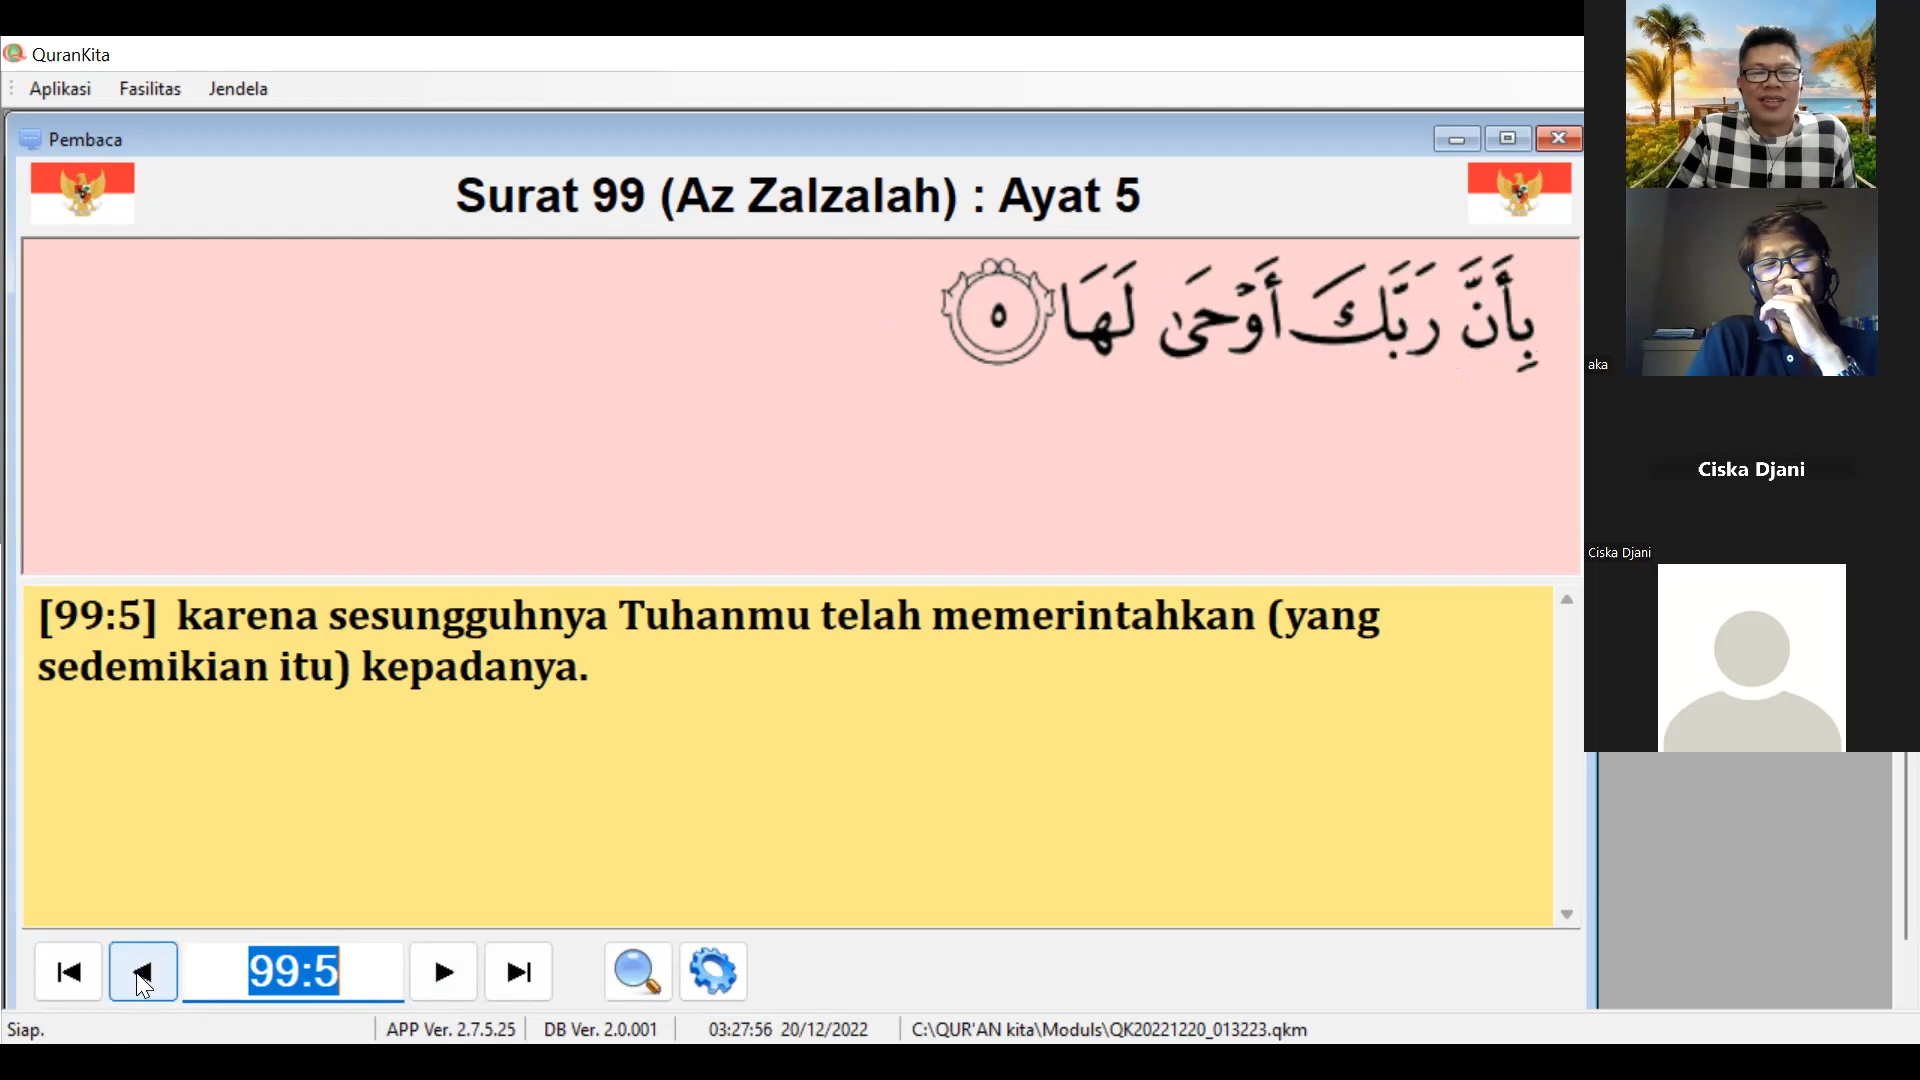 QuranKita
Aplikasi Fasilitas Jendela
Pembaca
Surat 99 (Az Zalzalah) : Ayat 5
بِأَنَّ رَبَّكَ أَوْحَىٰ لَهَا ٥
[99:5] karena sesungguhnya Tuhanmu telah memerintahkan (yang
sedemikian itu) kepadanya.
99:5
Siap. APP Ver. 2.7.5.25 DB Ver. 2.0.001 03:27:56 20/12/2022 C:\QUR'AN kita\Moduls\QK20221220_013223.qkm
aka
Ciska Djani
Ciska Djani